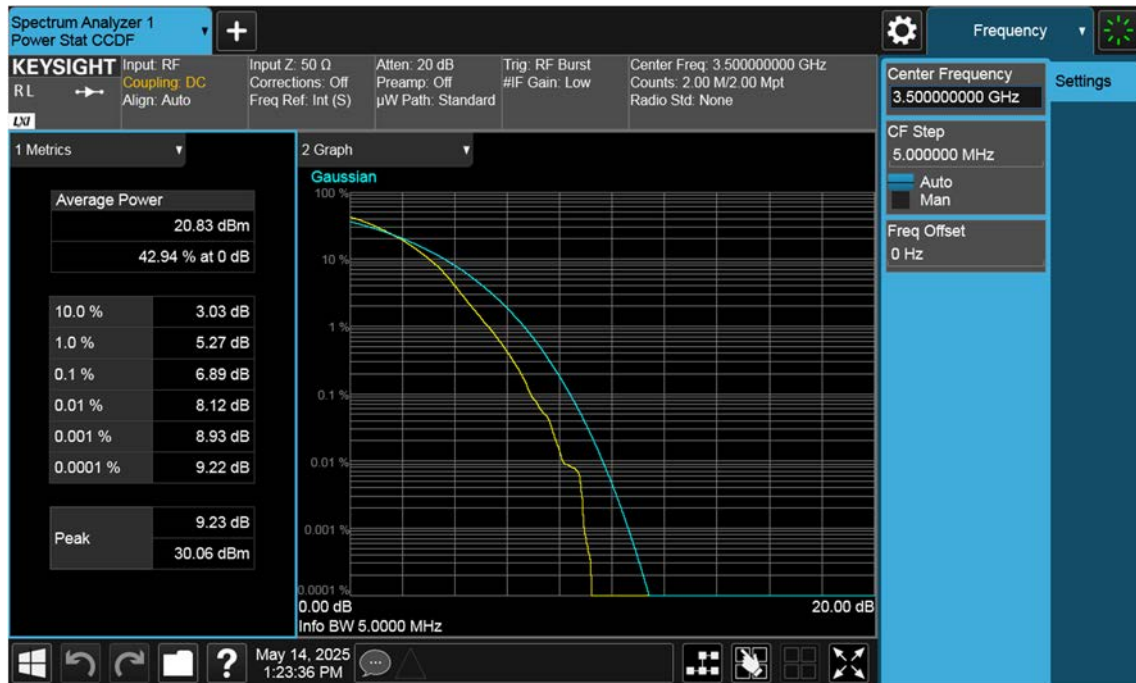 Spectrum Analyzer 1
Power Stat CCDF
+
Frequency
KEYSIGHT
RL
LXI
Input: RF
Coupling: DC
Align: Auto
Input Z: 50 Ω
Corrections: Off
Freq Ref: Int (S)
Atten: 20 dB
Preamp: Off
µW Path: Standard
Trig: RF Burst
#IF Gain: Low
Center Freq: 3.500000000 GHz
Counts: 2.00 M/2.00 Mpt
Radio Std: None
Center Frequency
3.500000000 GHz
Settings
CF Step
5.000000 MHz
Auto
Man
Freq Offset
0 Hz
1 Metrics
Average Power
20.83 dBm
42.94 % at 0 dB
10.0 % 3.03 dB
1.0 % 5.27 dB
0.1 % 6.89 dB
0.01 % 8.12 dB
0.001 % 8.93 dB
0.0001 % 9.22 dB
Peak
9.23 dB
30.06 dBm
2 Graph
Gaussian
100 %
10 %
1 %
0.1 %
0.01 %
0.001 %
0.0001 %
0.00 dB 20.00 dB
Info BW 5.0000 MHz
?
May 14, 2025
1:23:36 PM